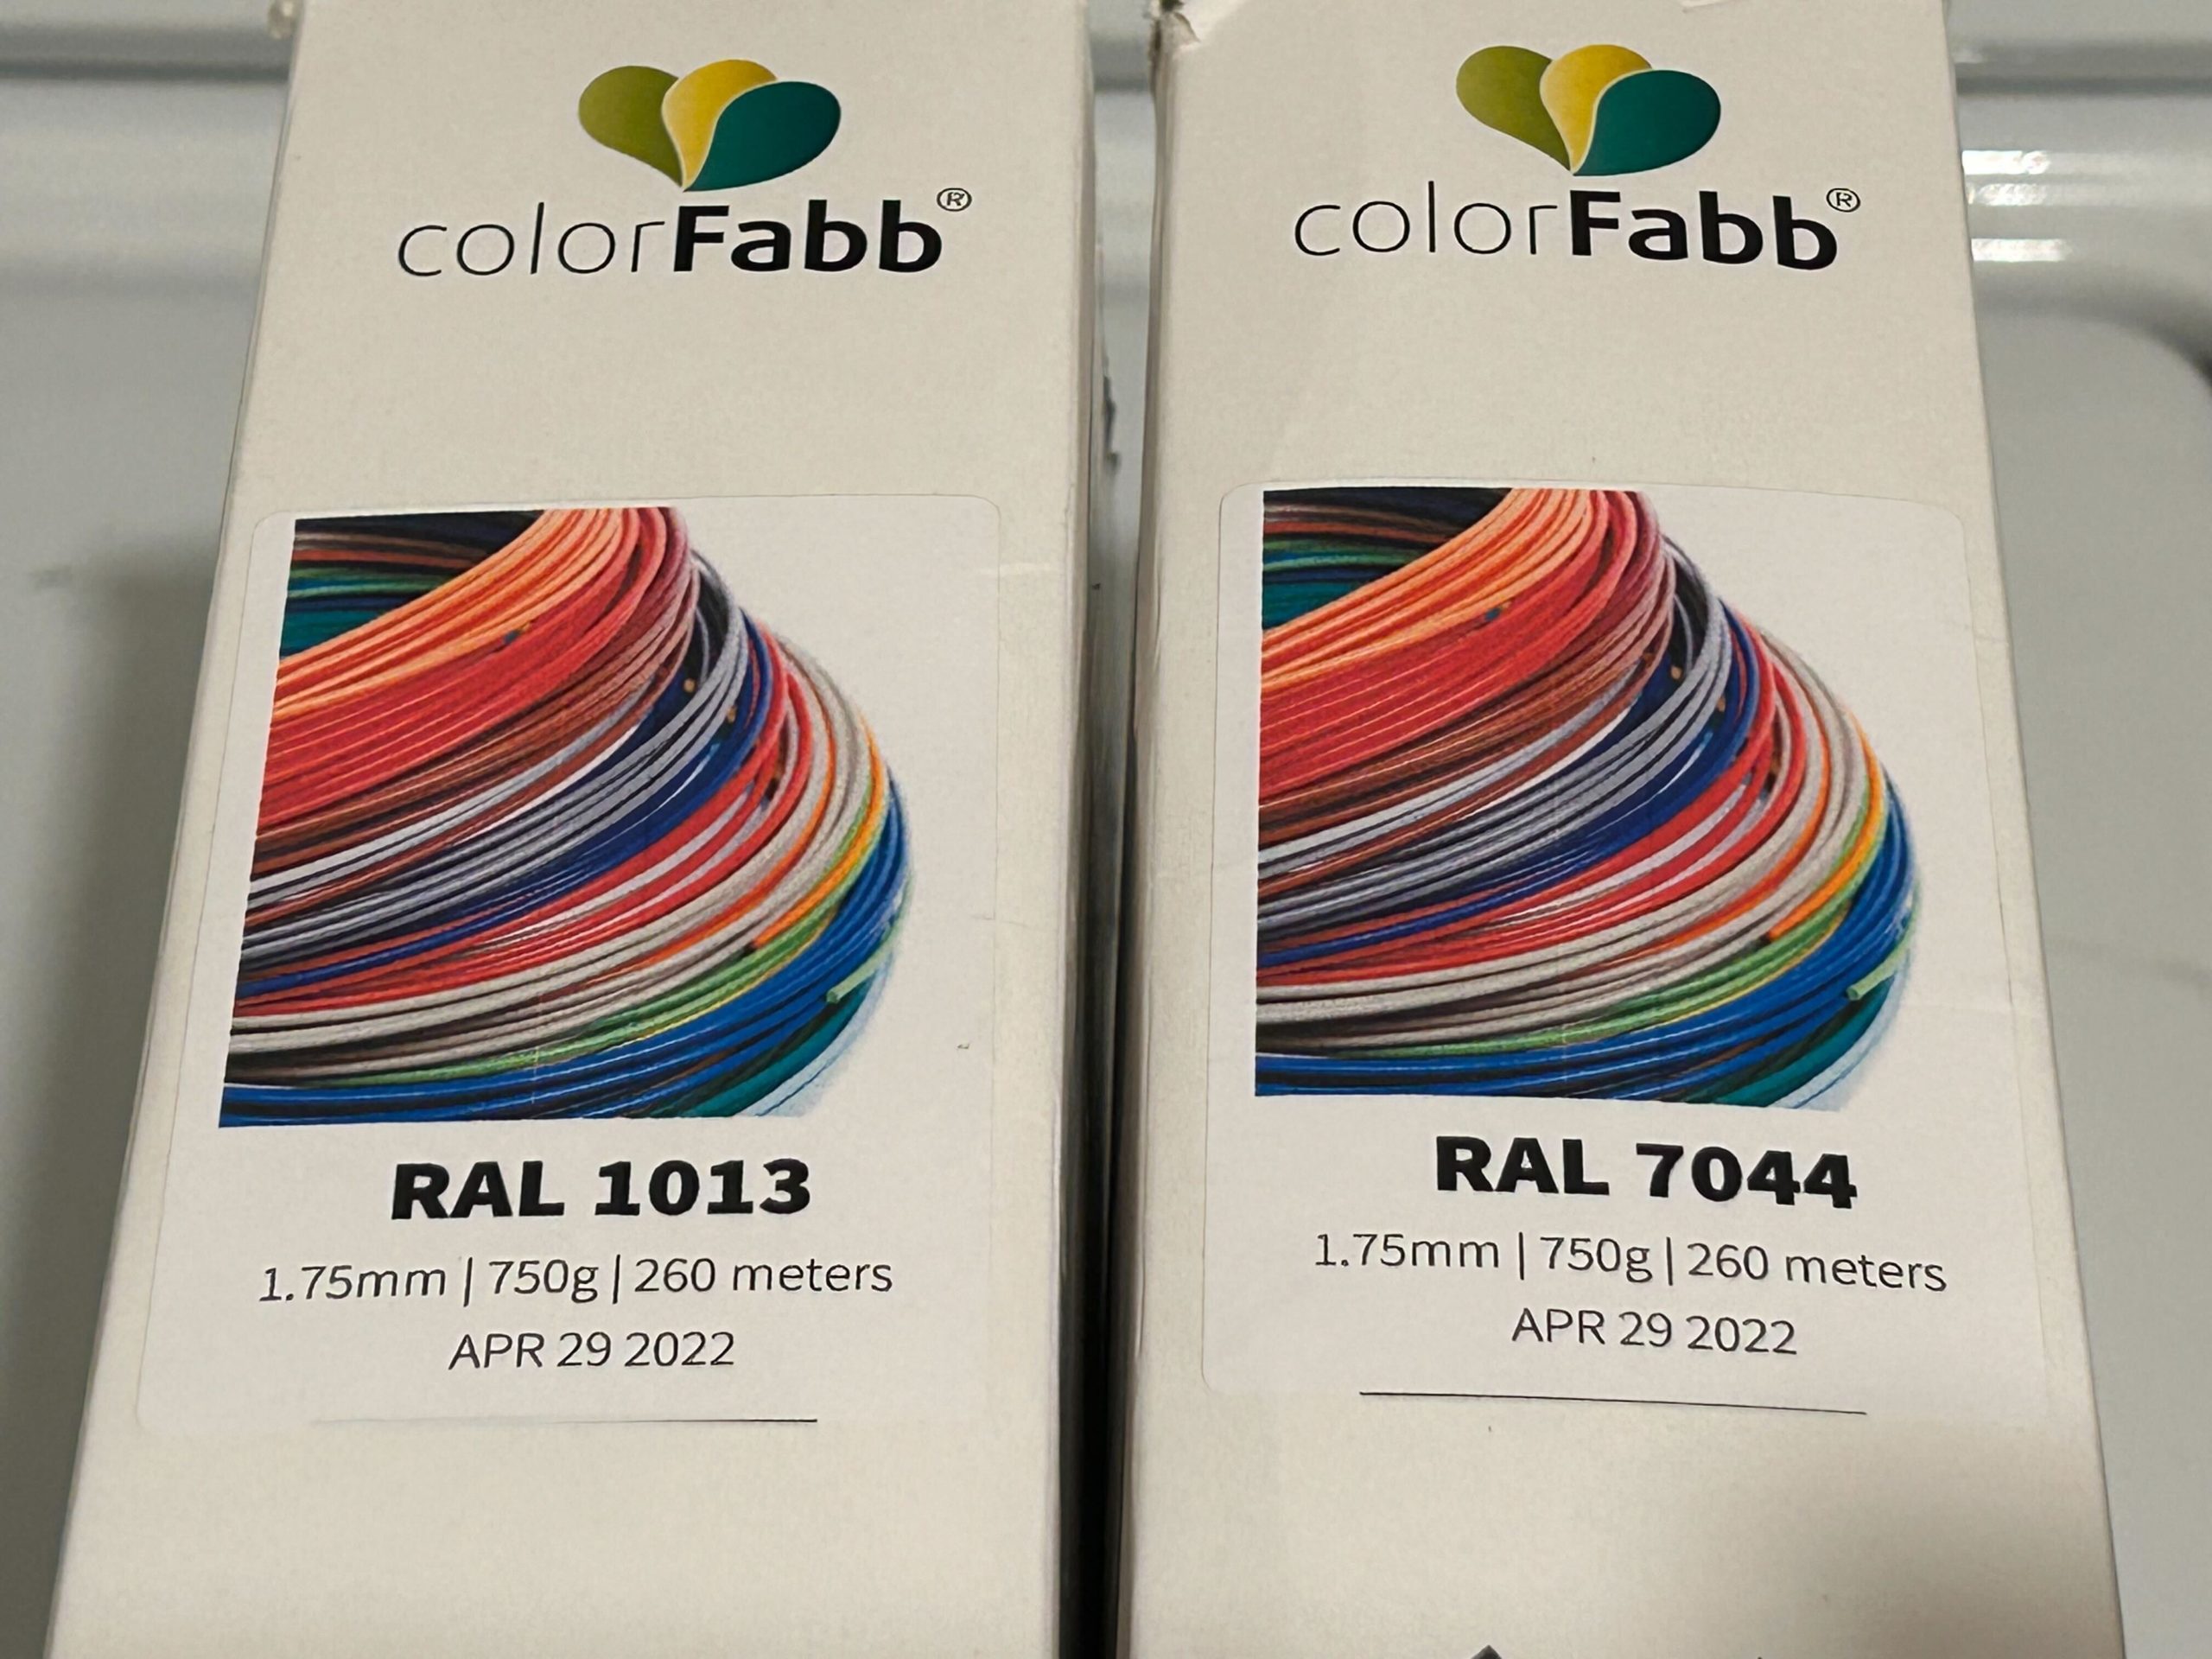 colorFabb®
RAL 1013
1.75mm | 750g | 260 meters
APR 29 2022
colorFabb®
RAL 7044
1.75mm | 750g | 260 meters
APR 29 2022